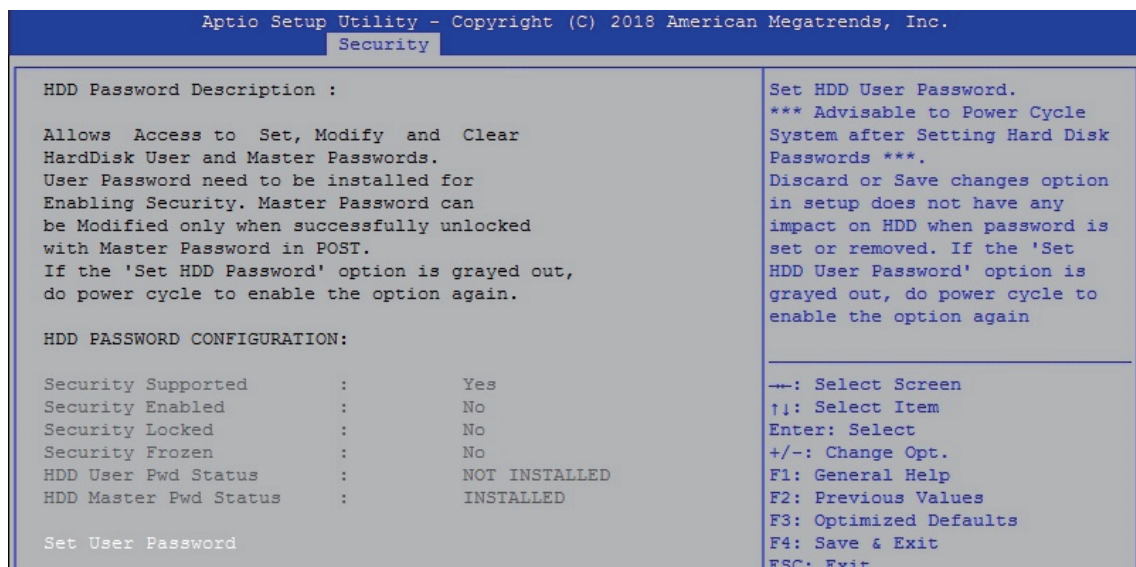 Aptio Setup Utility - Copyright (C) 2018 American Megatrends, Inc.
Security
HDD Password Description :
Allows Access to Set, Modify and Clear
HardDisk User and Master Passwords.
User Password need to be installed for
Enabling Security. Master Password can
be Modified only when successfully unlocked
with Master Password in POST.
If the 'Set HDD Password' option is grayed out,
do power cycle to enable the option again.
HDD PASSWORD CONFIGURATION:
Security Supported : Yes
Security Enabled : No
Security Locked : No
Security Frozen : No
HDD User Pwd Status : NOT INSTALLED
HDD Master Pwd Status : INSTALLED
Set User Password
Set HDD User Password.
*** Advisable to Power Cycle
System after Setting Hard Disk
Passwords ***.
Discard or Save changes option
in setup does not have any
impact on HDD when password is
set or removed. If the 'Set
HDD User Password' option is
grayed out, do power cycle to
enable the option again
→←: Select Screen
↑↓: Select Item
Enter: Select
+/-: Change Opt.
F1: General Help
F2: Previous Values
F3: Optimized Defaults
F4: Save & Exit
ESC: Exit